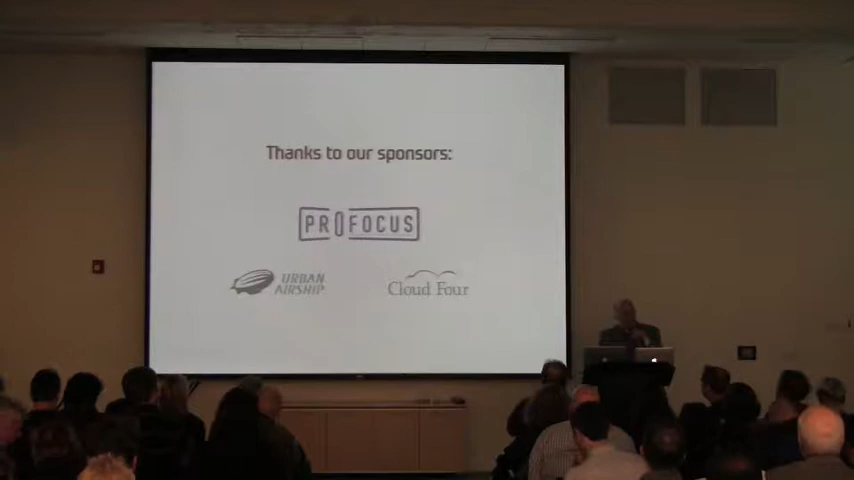 Thanks to our sponsors:
PROFOCUS
URBAN
AIRSHIP
Cloud Four